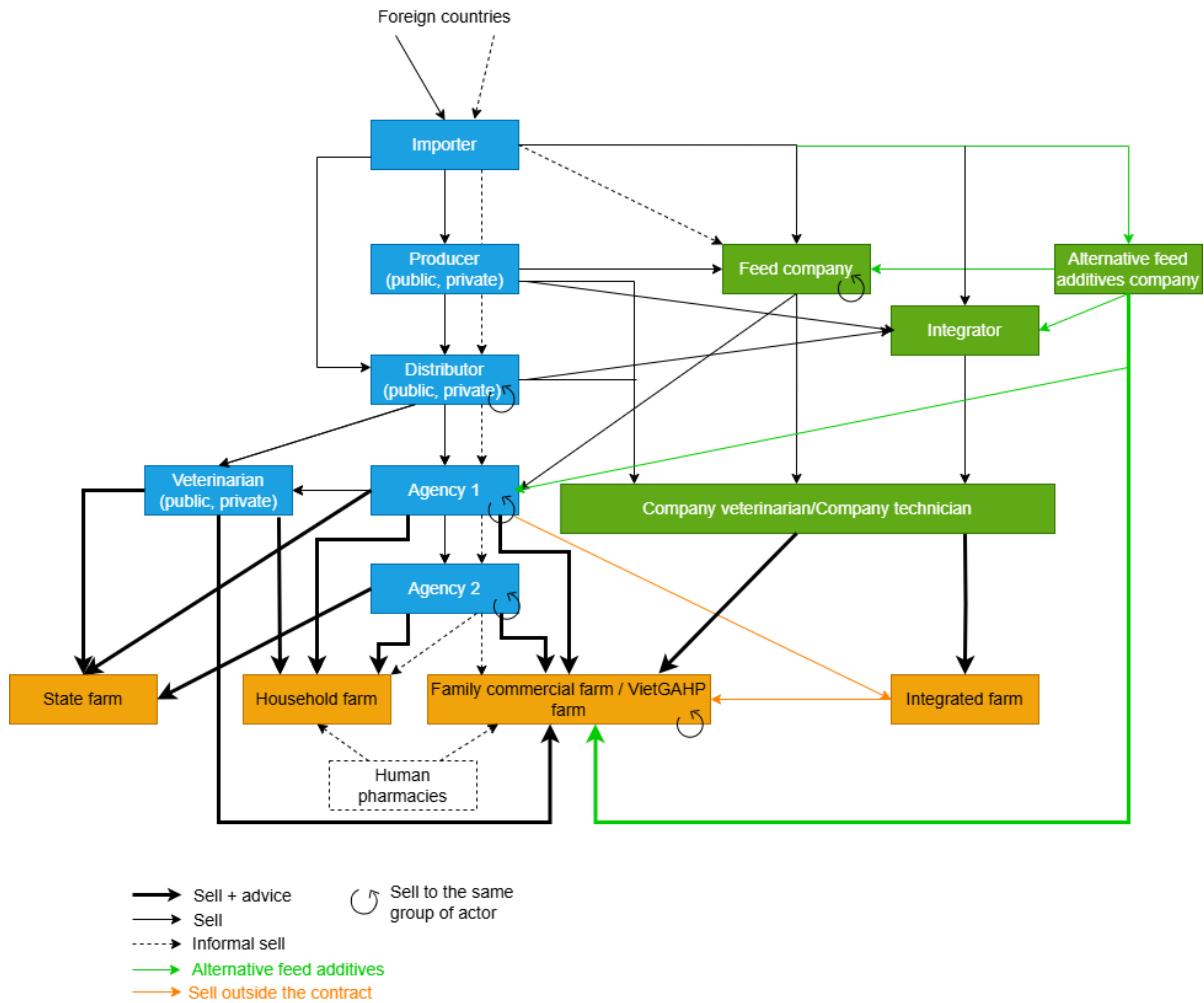 Foreign countries
Importer
Producer
(public, private)
Feed company
Alternative feed
additives company
Integrator
Distributor
(public, private)
Veterinarian
(public, private)
Agency 1
Company veterinarian/Company technician
Agency 2
State farm
Household farm
Family commercial farm / VietGAHP
farm
Integrated farm
Human
pharmacies
Sell + advice
Sell
Informal sell
Alternative feed additives
Sell outside the contract
Sell to the same
group of actor